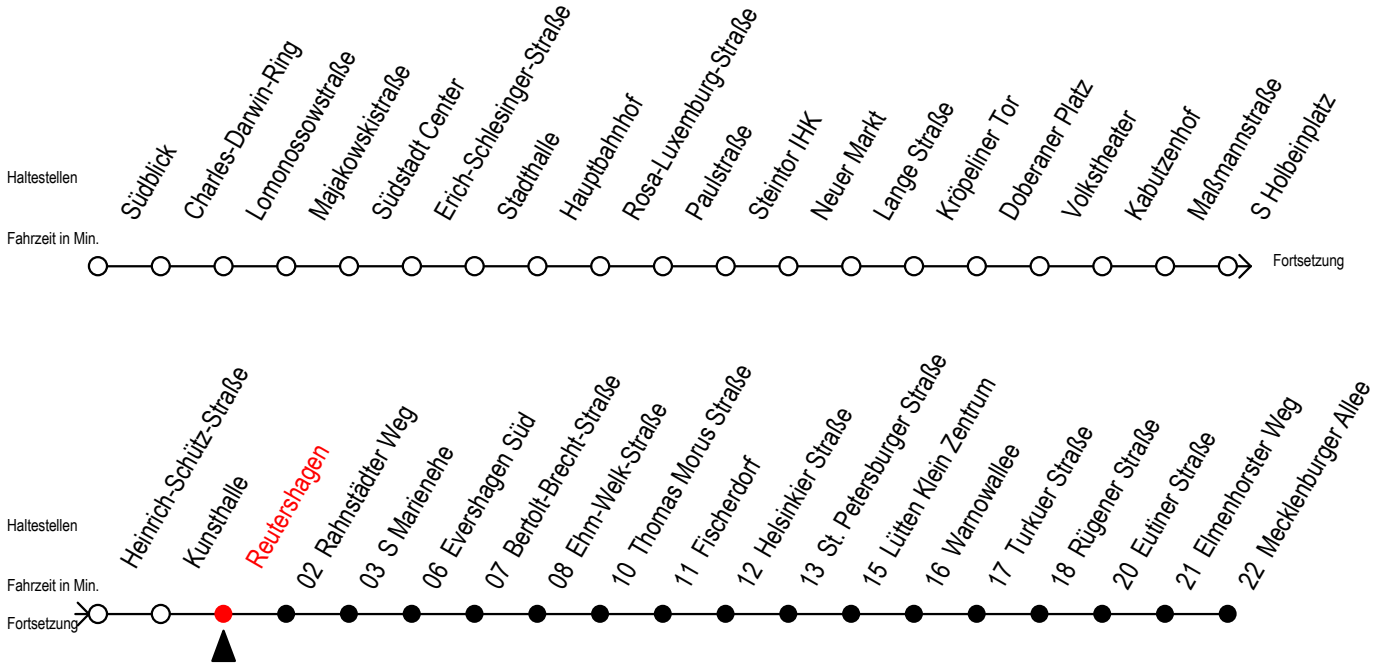 Haltestellen
Südblick
Charles-Darwin-Ring
Lomonossowstraße
Majakowskistraße
Südstadt Center
Erich-Schlesinger-Straße
Stadthalle
Hauptbahnhof
Rosa-Luxemburg-Straße
Paulstraße
Steintor IHK
Neuer Markt
Lange Straße
Kröpeliner Tor
Doberaner Platz
Volkstheater
Kabutzenhof
Maßmannstraße
S Holbeinplatz
Fahrzeit in Min.
Fortsetzung
Haltestellen
Heinrich-Schütz-Straße
Kunsthalle
Reutershagen
02 Rahnstädter Weg
03 S Marienehe
06 Evershagen Süd
07 Bertolt-Brecht-Straße
08 Ehm-Welk-Straße
10 Thomas Morus Straße
11 Fischerdorf
12 Helsinkier Straße
13 St. Petersburger Straße
15 Lütten Klein Zentrum
16 Warnowallee
17 Turkuer Straße
18 Rügener Straße
20 Eutiner Straße
21 Elmenhorster Weg
22 Mecklenburger Allee
Fahrzeit in Min.
Fortsetzung